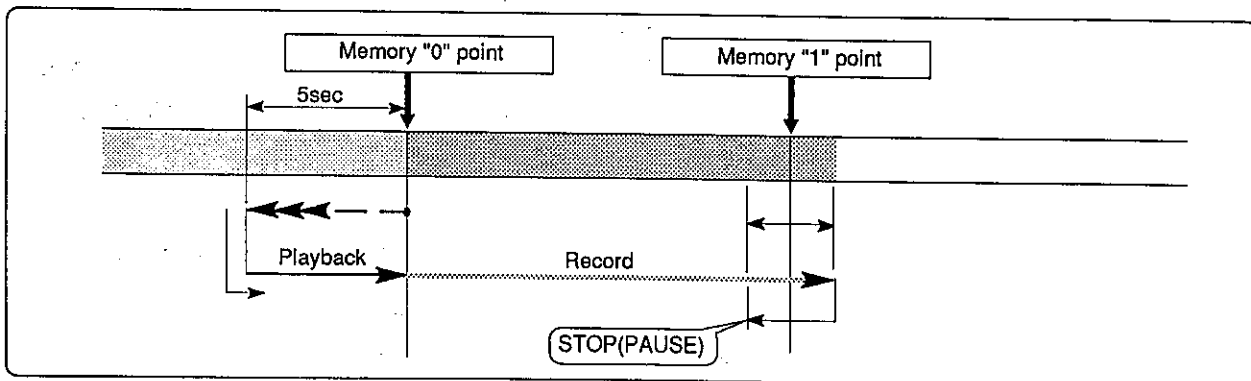 Memory "0" point
Memory "1" point
5sec
Playback
Record
STOP(PAUSE)